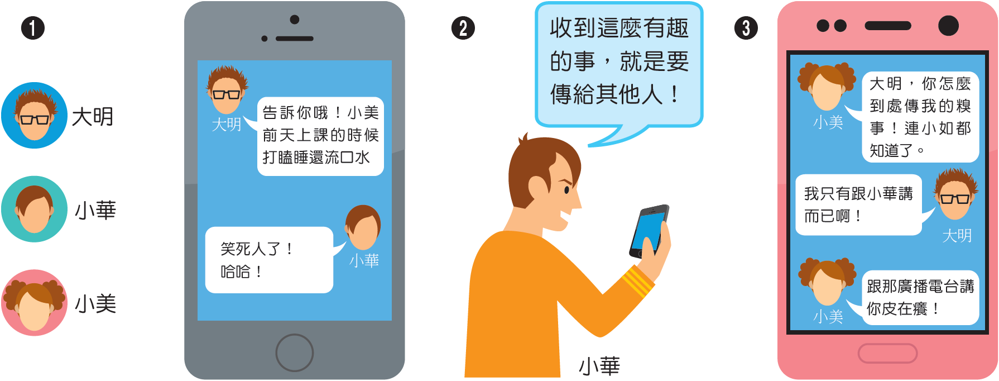 1
大明
小華
小美
大明
告訴你哦！小美
前天上課的時候
打瞌睡還流口水
笑死人了！
哈哈！
小華
2
收到這麼有趣
的事，就是要
傳給其他人！
小華
3
小美
大明，你怎麼
到處傳我的糗
事！連小如都
知道了。
我只有跟小華講
而已啊！
大明
小美
跟那廣播電台講
你皮在癢！